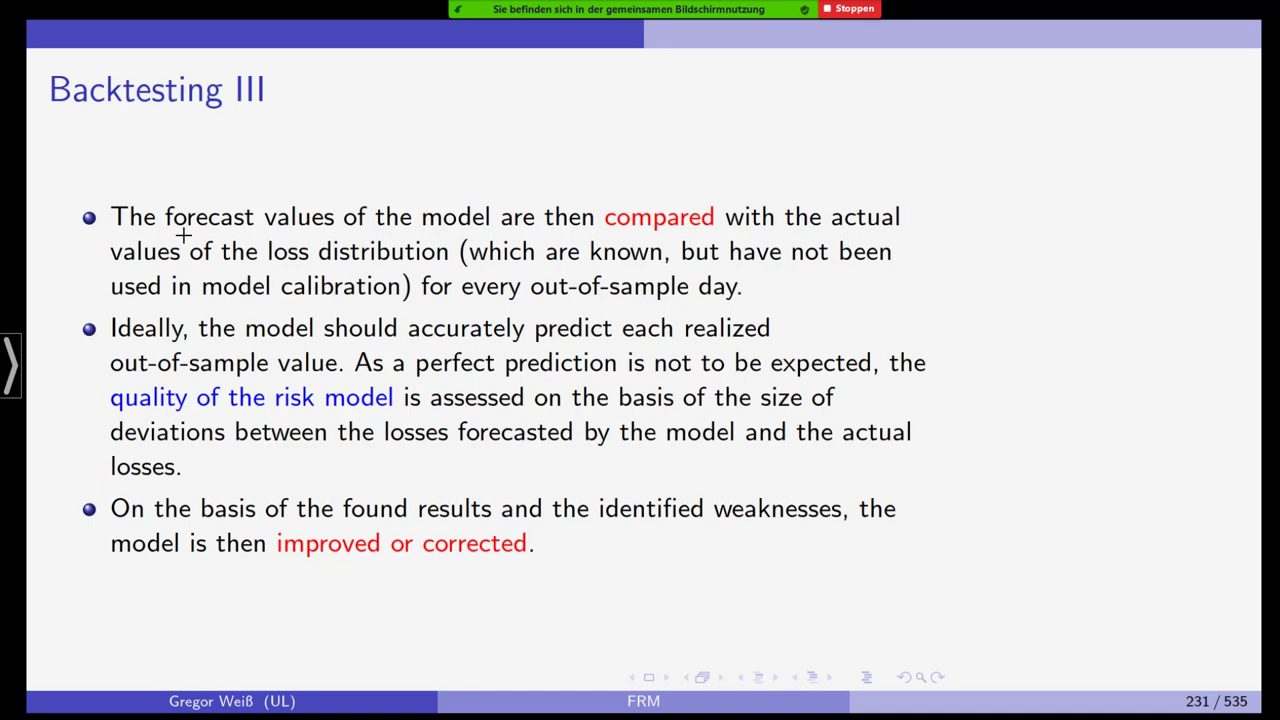 Sie befinden sich in der gemeinsamen Bildschirmnutzung
Stoppen
Backtesting III
The forecast values of the model are then compared with the actual
values of the loss distribution (which are known, but have not been
used in model calibration) for every out-of-sample day.
Ideally, the model should accurately predict each realized
out-of-sample value. As a perfect prediction is not to be expected, the
quality of the risk model is assessed on the basis of the size of
deviations between the losses forecasted by the model and the actual
losses.
On the basis of the found results and the identified weaknesses, the
model is then improved or corrected.
Gregor Weiß (UL)
FRM
231 / 535